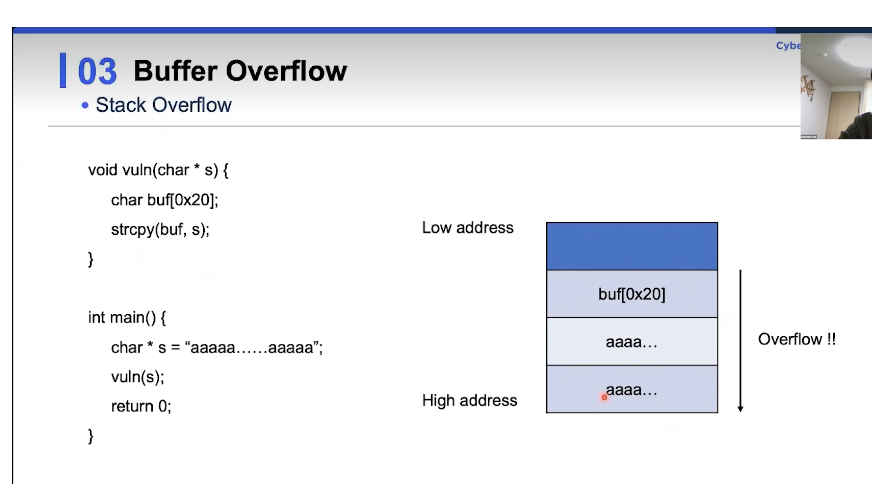 Cybe
03 Buffer Overflow
• Stack Overflow
void vuln(char * s) {
char buf[0x20];
strcpy(buf, s);
}
int main() {
char * s = “aaaaa……aaaaa”;
vuln(s);
return 0;
}
Low address
buf[0x20]
aaaa…
aaaa…
High address
Overflow !!